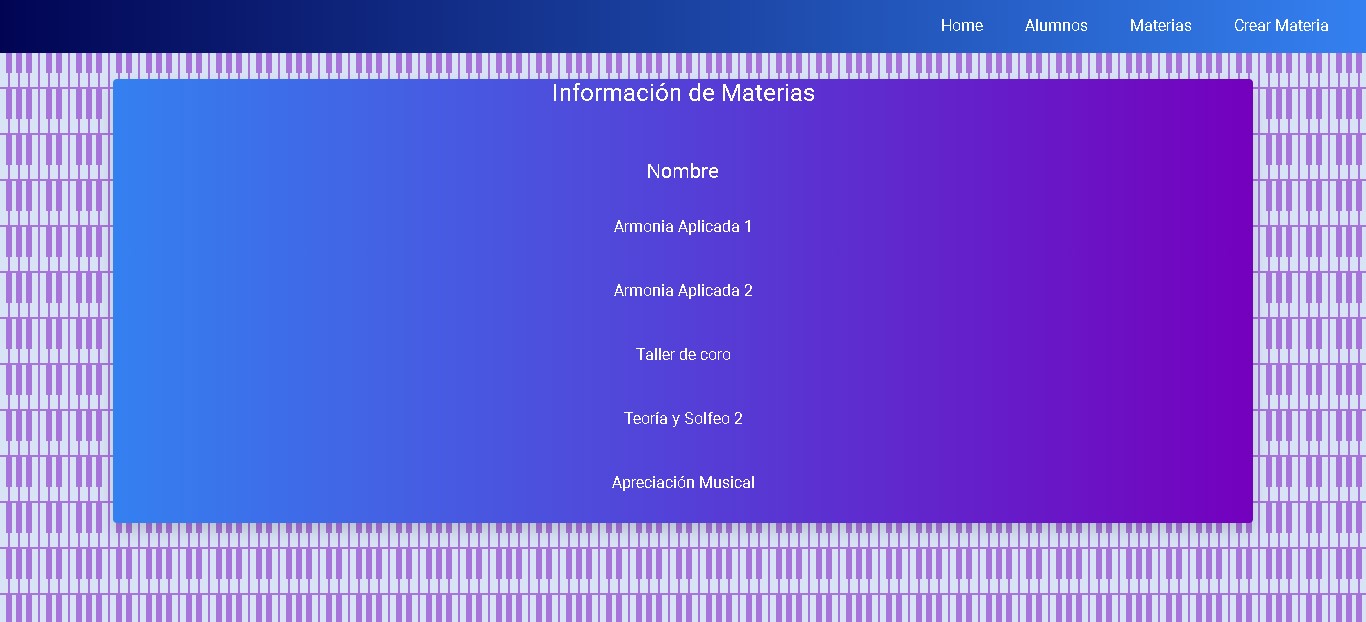 Home Alumnos Materias Crear Materia
Información de Materias
Nombre
Armonia Aplicada 1
Armonia Aplicada 2
Taller de coro
Teoría y Solfeo 2
Apreciación Musical